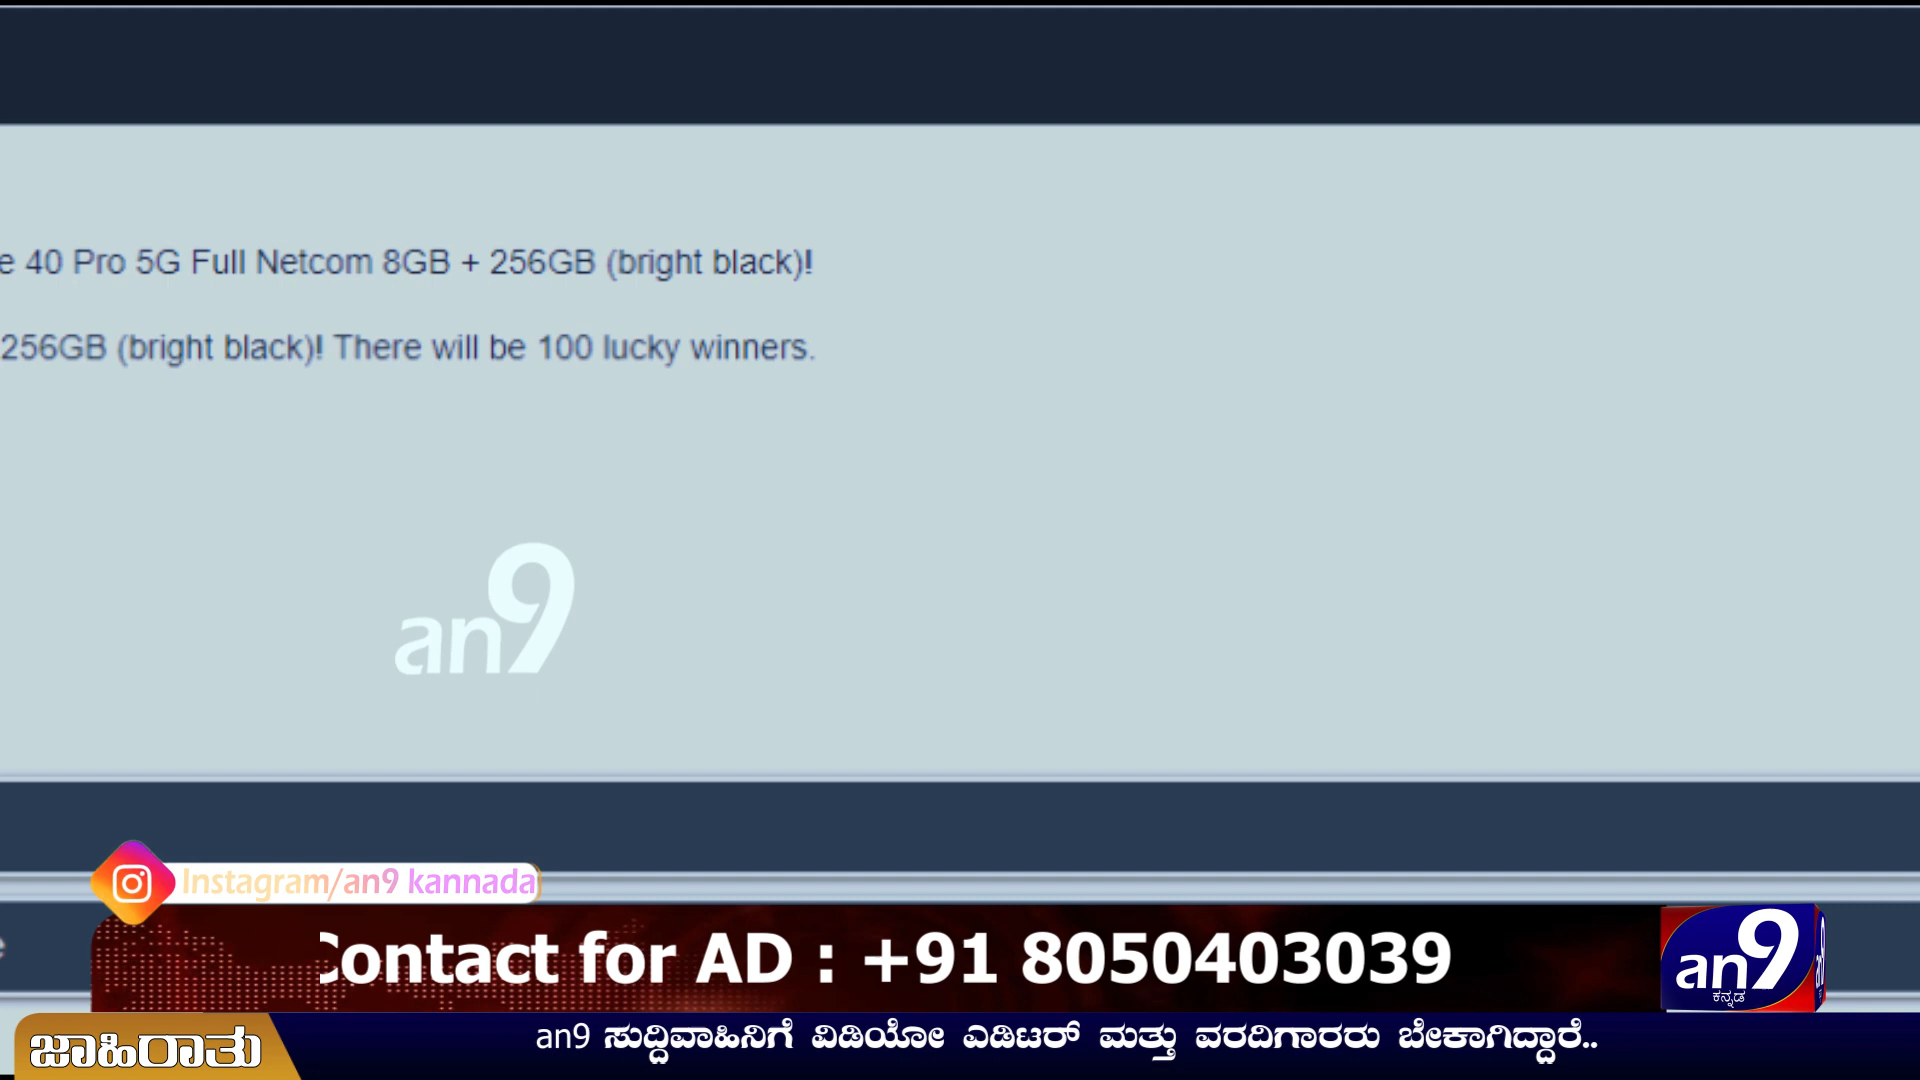 e 40 Pro 5G Full Netcom 8GB + 256GB (bright black)!
256GB (bright black)! There will be 100 lucky winners.
an9
Instagram/an9 kannada
Contact for AD : +91 8050403039
an9
ಕನ್ನಡ
ಜಾಹಿರಾತು
an9 ಸುದ್ದಿವಾಹಿನಿಗೆ ವಿಡಿಯೋ ಎಡಿಟರ್ ಮತ್ತು ವರದಿಗಾರರು ಬೇಕಾಗಿದ್ದಾರೆ..